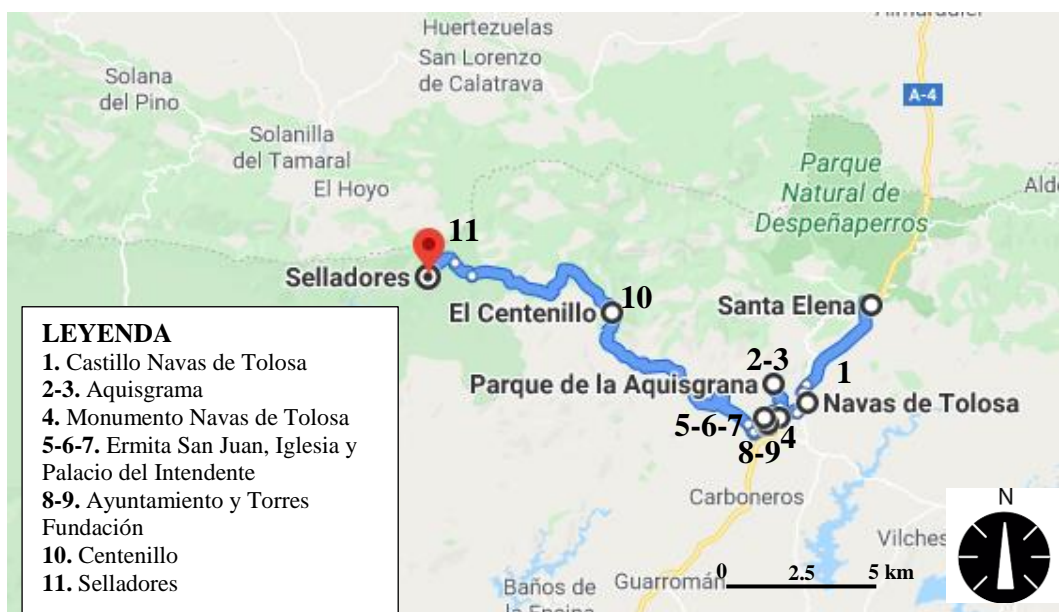 Almuradiel
Huertezuelas
San Lorenzo
de Calatrava
Solana
del Pino
A-4
Solanilla
del Tamaral
El Hoyo
Parque
Natural de
Despeñaperros
Alde
11
Selladores
10
El Centenillo
Santa Elena
1
2-3
Parque de la Aquisgrana
Navas de Tolosa
5-6-7
4
8-9
Carboneros
Vilches
Baños de
la Encina
Guarromán
0 2.5 5 km
N
LEYENDA
1. Castillo Navas de Tolosa
2-3. Aquisgrama
4. Monumento Navas de Tolosa
5-6-7. Ermita San Juan, Iglesia y
Palacio del Intendente
8-9. Ayuntamiento y Torres
Fundación
10. Centenillo
11. Selladores